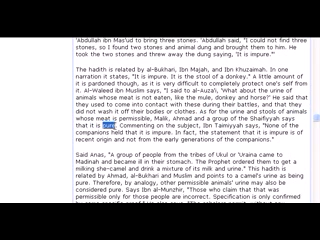 'Abdullah ibn Mas'ud to bring three stones. 'Abdullah said, "I could not find three
stones, so I found two stones and animal dung and brought them to him. He
took the two stones and threw away the dung saying, 'It is impure.'"
The hadith is related by al-Bukhari, Ibn Majah, and Ibn Khuzaimah. In one
narration it states, "It is impure. It is the stool of a donkey." A little amount of
it is pardoned though, as it is very difficult to completely protect one's self from
it. Al-Waleed ibn Muslim says, "I said to al-Auza'i, 'What about the urine of
animals whose meat is not eaten, like the mule, donkey and horse?' He said that
they used to come into contact with these during their battles, and that they
did not wash it off their bodies or clothes. As for the urine and stools of animals
whose meat is permissible, Malik, Ahmad and a group of the Shaf'iyyah says
that it is pure. Commenting on the subject, Ibn Taimiyyah says, "None of the
companions held that it is impure. In fact, the statement that it is impure is of
recent origin and not from the early generations of the companions."
Said Anas, "A group of people from the tribes of Ukul or 'Uraina came to
Madinah and became ill in their stomach. The Prophet ordered them to get a
milking she-camel and drink a mixture of its milk and urine." This hadith is
related by Ahmad, al-Bukhari and Muslim and points to a camel's urine as being
pure. Therefore, by analogy, other permissible animals' urine may also be
considered pure. Says Ibn al-Munzhir, "Those who claim that that was
permissible only for those people are incorrect. Specification is only confirmed